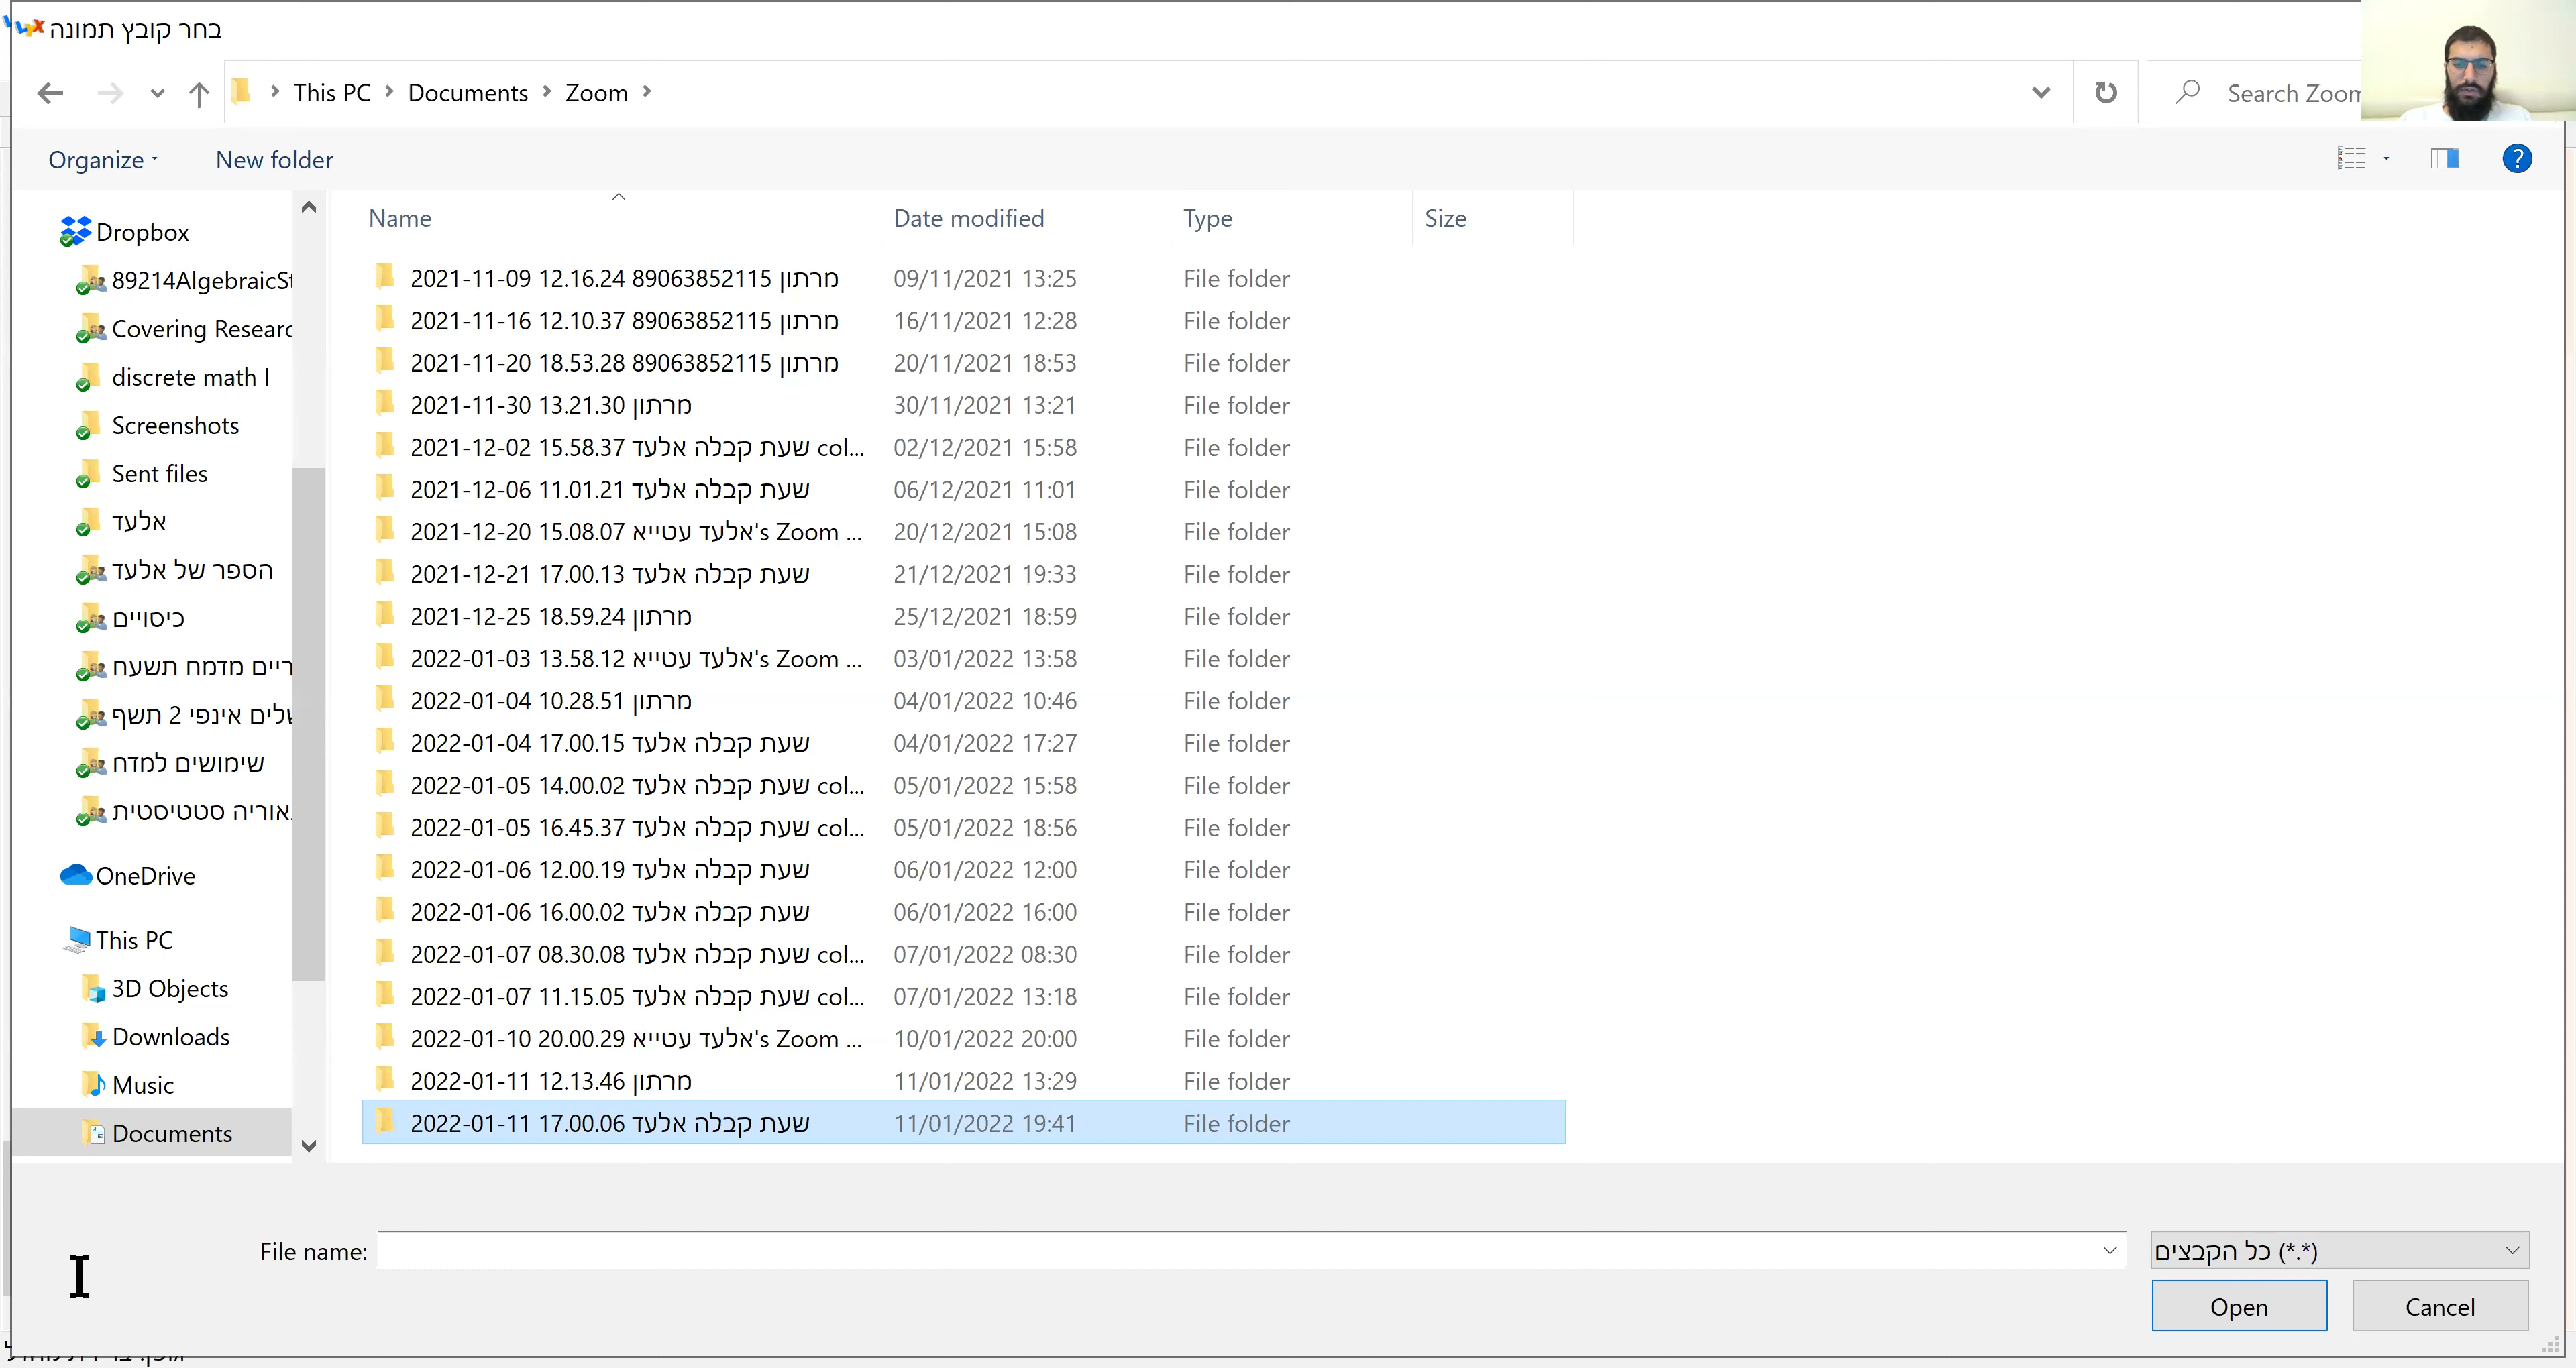 בחר קובץ תמונה
This PC > Documents > Zoom >
Search Zoom
Organize
New folder
Name
Date modified
Type
Size
Dropbox
89214AlgebraicSt
Covering Researc
discrete math I
Screenshots
Sent files
אלעד
הספר של אלעד
כיסויים
ריים מדמח תשעח
שלים אינפי 2 תשף
שימושים למדח
אוריה סטטיסטית
OneDrive
This PC
3D Objects
Downloads
Music
Documents
2021-11-09 12.16.24 מרתון 89063852115 09/11/2021 13:25 File folder
2021-11-16 12.10.37 מרתון 89063852115 16/11/2021 12:28 File folder
2021-11-20 18.53.28 מרתון 89063852115 20/11/2021 18:53 File folder
2021-11-30 13.21.30 מרתון 30/11/2021 13:21 File folder
2021-12-02 15.58.37 שעת קבלה אלעד col... 02/12/2021 15:58 File folder
2021-12-06 11.01.21 שעת קבלה אלעד 06/12/2021 11:01 File folder
2021-12-20 15.08.07 אלעד עטייא's Zoom ... 20/12/2021 15:08 File folder
2021-12-21 17.00.13 שעת קבלה אלעד 21/12/2021 19:33 File folder
2021-12-25 18.59.24 מרתון 25/12/2021 18:59 File folder
2022-01-03 13.58.12 אלעד עטייא's Zoom ... 03/01/2022 13:58 File folder
2022-01-04 10.28.51 מרתון 04/01/2022 10:46 File folder
2022-01-04 17.00.15 שעת קבלה אלעד 04/01/2022 17:27 File folder
2022-01-05 14.00.02 שעת קבלה אלעד col... 05/01/2022 15:58 File folder
2022-01-05 16.45.37 שעת קבלה אלעד col... 05/01/2022 18:56 File folder
2022-01-06 12.00.19 שעת קבלה אלעד 06/01/2022 12:00 File folder
2022-01-06 16.00.02 שעת קבלה אלעד 06/01/2022 16:00 File folder
2022-01-07 08.30.08 שעת קבלה אלעד col... 07/01/2022 08:30 File folder
2022-01-07 11.15.05 שעת קבלה אלעד col... 07/01/2022 13:18 File folder
2022-01-10 20.00.29 אלעד עטייא's Zoom ... 10/01/2022 20:00 File folder
2022-01-11 12.13.46 מרתון 11/01/2022 13:29 File folder
2022-01-11 17.00.06 שעת קבלה אלעד 11/01/2022 19:41 File folder
File name:
כל הקבצים (*.*)
Open
Cancel